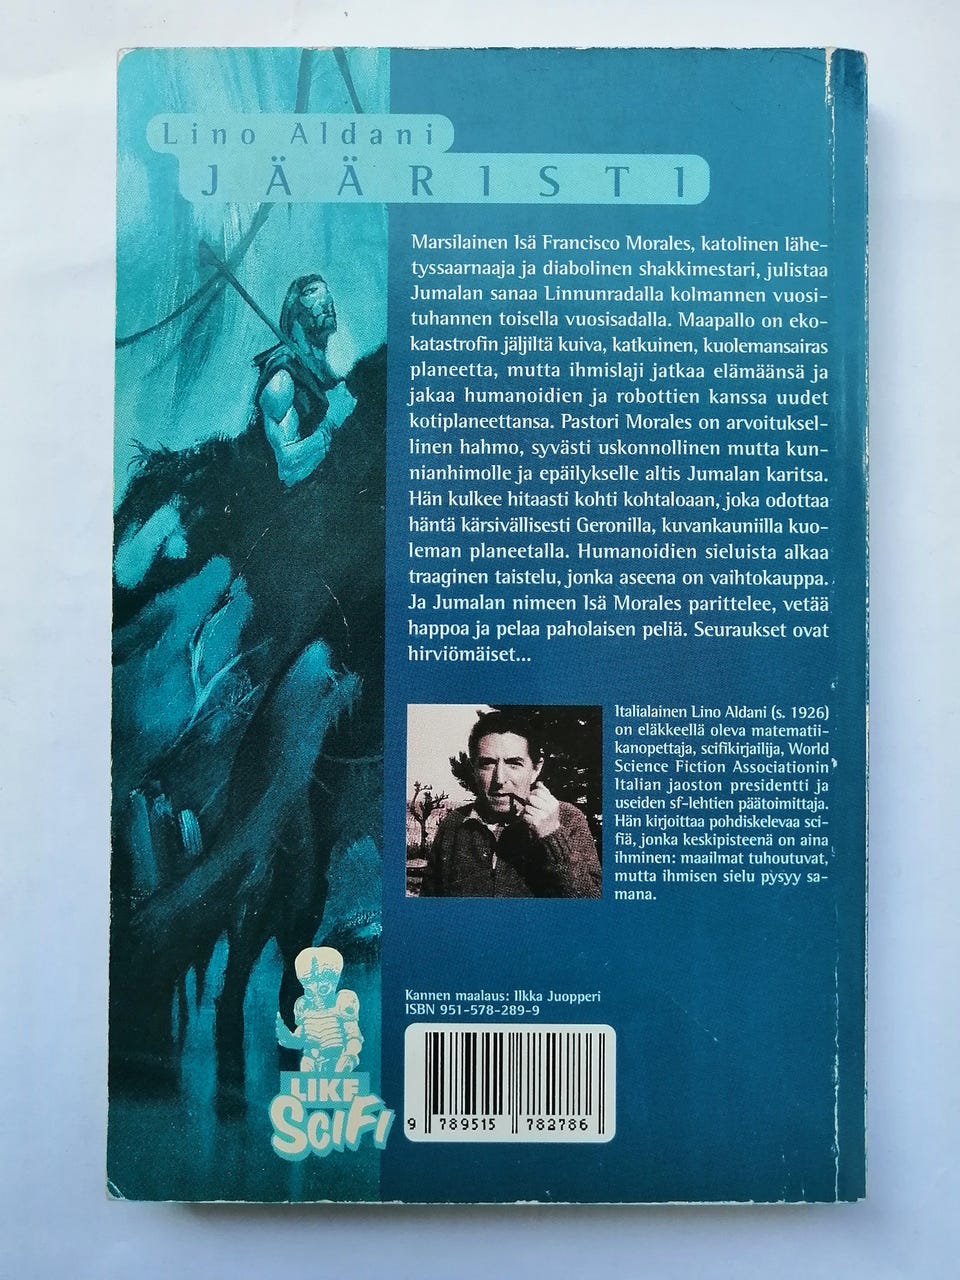 Lino Aldani
JÄÄRISTI
Marsilainen Isä Francisco Morales, katolinen lähe-
tyssaarnaaja ja diabolinen shakkimestari, julistaa
Jumalan sanaa Linnunradalla kolmannen vuosi-
tuhannen toisella vuosisadalla. Maapallo on eko-
katastrofin jäljiltä kuiva, katkuinen, kuolemansairas
planeetta, mutta ihmislaji jatkaa elämäänsä ja
jakaa humanoidien ja robottien kanssa uudet
kotiplaneettansa. Pastori Morales on arvoituksel-
linen hahmo, syvästi uskonnollinen mutta kun-
nianhimolle ja epäilykselle altis Jumalan karitsa.
Hän kulkee hitaasti kohti kohtaloaan, joka odottaa
häntä kärsivällisesti Geronilla, kuvankauniilla kuo-
leman planeetalla. Humanoidien sieluista alkaa
traaginen taistelu, jonka aseena on vaihtokauppa.
Ja Jumalan nimeen Isä Morales parittelee, vetää
happoa ja pelaa paholaisen peliä. Seuraukset ovat
hirviömäiset...
Italialainen Lino Aldani (s. 1926)
on eläkkeellä oleva matematii-
kanopettaja, scifikirjailija, World
Science Fiction Associationin
Italian jaoston presidentti ja
useiden sf-lehtien päätoimittaja.
Hän kirjoittaa pohdiskelevaa sci-
fiä, jonka keskipisteenä on aina
ihminen: maailmat tuhoutuvat,
mutta ihmisen sielu pysyy sa-
mana.
Kannen maalaus: Ilkka Juopperi
ISBN 951-578-289-9
9 789515 782786
LIKE
SCIFI